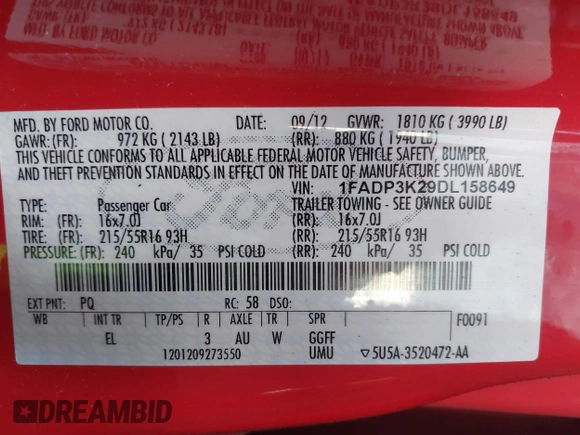 MFD. BY FORD MOTOR CO. DATE: 09/12 GVWR: 1810 KG ( 3990 LB)
GAWR: (FR): 972 KG ( 2143 LB) (RR): 880 KG ( 1940 LB)
THIS VEHICLE CONFORMS TO ALL APPLICABLE FEDERAL MOTOR VEHICLE SAFETY, BUMPER,
AND THEFT PREVENTION STANDARDS IN EFFECT ON THE DATE OF MANUFACTURE SHOWN ABOVE.
VIN: 1FADP3K29DL158649
TYPE: Passenger Car TRAILER TOWING - SEE OWNER GUIDE
RIM: (FR) 16x7.0J (RR): 16x7.0J
TIRE: (FR) 215/55R16 93H (RR): 215/55R16 93H
PRESSURE: (FR) 240 kPa/ 35 PSI COLD (RR): 240 kPa/ 35 PSI COLD
EXT PNT: PQ RC: 58 DSO:
WB INT TR TP/PS R AXLE TR SPR F0091
EL 3 AU W GGFF
1201209273550 UMU ▽5U5A-3520472-AA
DREAMBID